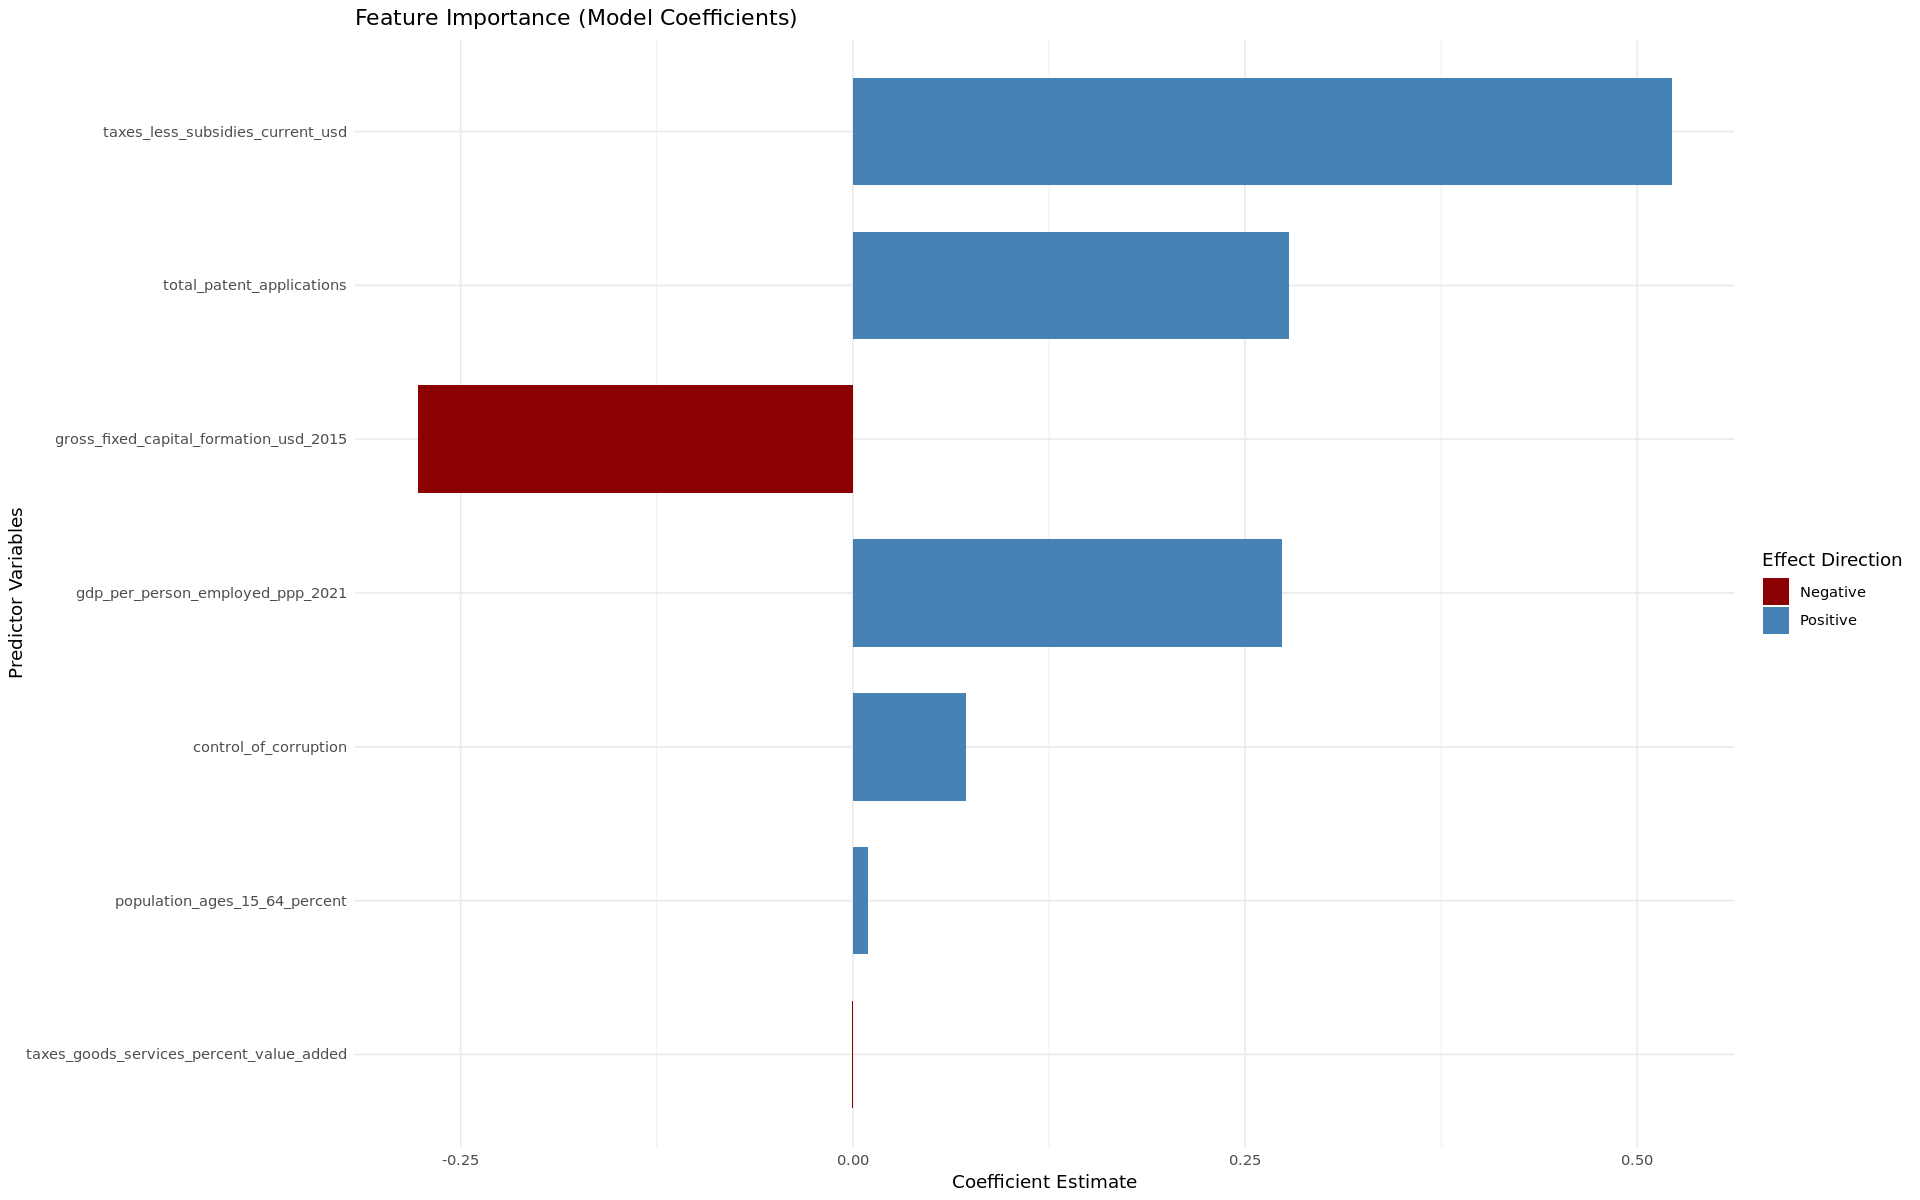 Feature Importance (Model Coefficients)
taxes_less_subsidies_current_usd
total_patent_applications
gross_fixed_capital_formation_usd_2015
gdp_per_person_employed_ppp_2021
control_of_corruption
population_ages_15_64_percent
taxes_goods_services_percent_value_added
Predictor Variables
-0.25 0.00 0.25 0.50
Coefficient Estimate
Effect Direction
Negative
Positive